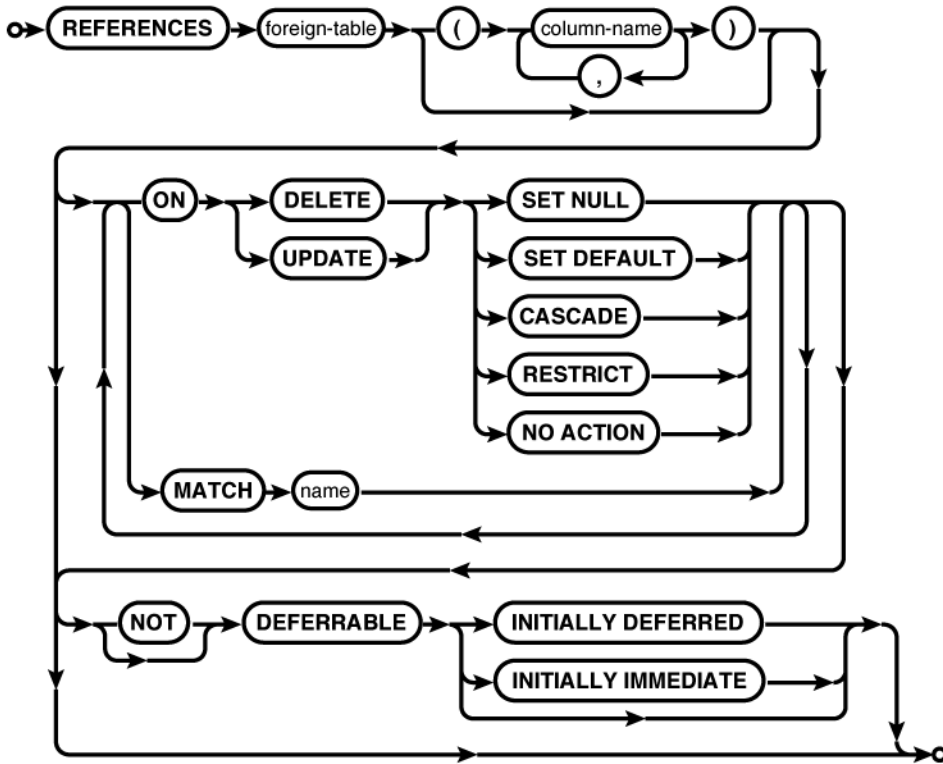 REFERENCES foreign-table ( column-name )
,
ON DELETE SET NULL
UPDATE SET DEFAULT
CASCADE
RESTRICT
NO ACTION
MATCH name
NOT DEFERRABLE INITIALLY DEFERRED
INITIALLY IMMEDIATE